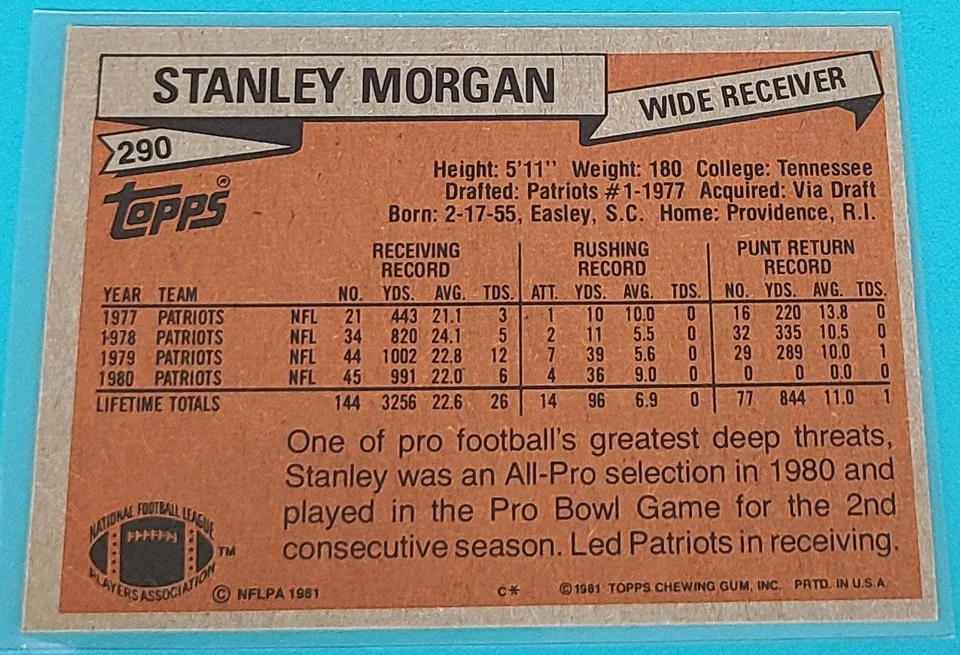 STANLEY MORGAN
WIDE RECEIVER
290
Topps®
Height: 5'11" Weight: 180 College: Tennessee
Drafted: Patriots #1-1977 Acquired: Via Draft
Born: 2-17-55, Easley, S.C. Home: Providence, R.I.
RECEIVING RECORD RUSHING RECORD PUNT RETURN RECORD
YEAR TEAM NO. YDS. AVG. TDS. ATT. YDS. AVG. TDS. NO. YDS. AVG. TDS.
1977 PATRIOTS NFL 21 443 21.1 3 1 10 10.0 0 16 220 13.8 0
1978 PATRIOTS NFL 34 820 24.1 5 2 11 5.5 0 32 335 10.5 0
1979 PATRIOTS NFL 44 1002 22.8 12 7 39 5.6 0 29 289 10.0 1
1980 PATRIOTS NFL 45 991 22.0 6 4 36 9.0 0 0 0 0.0 0
LIFETIME TOTALS 144 3256 22.6 26 14 96 6.9 0 77 844 11.0 1
One of pro football's greatest deep threats,
Stanley was an All-Pro selection in 1980 and
played in the Pro Bowl Game for the 2nd
consecutive season. Led Patriots in receiving.
NATIONAL FOOTBALL LEAGUE
PLAYERS ASSOCIATION
TM
© NFLPA 1981 C* ©1981 TOPPS CHEWING GUM, INC. PRTD. IN U.S.A.